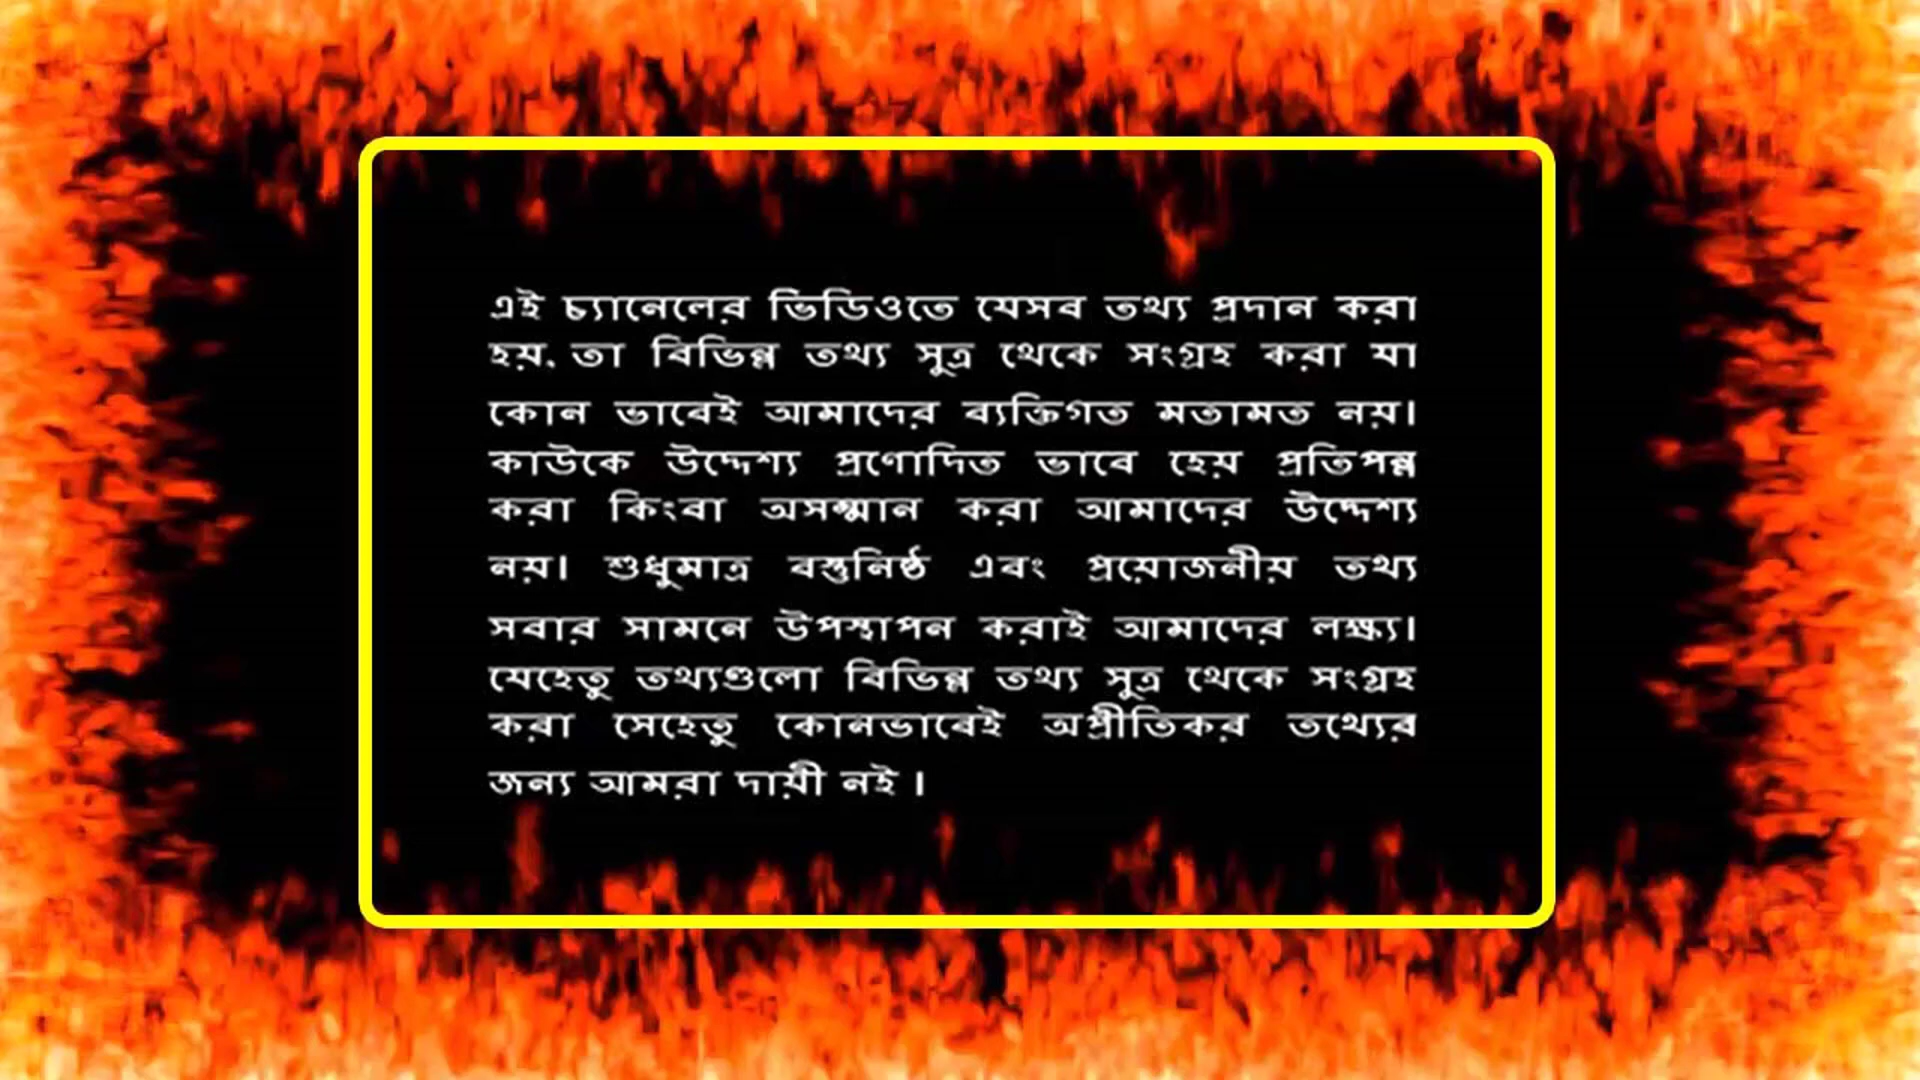 এই চ্যানেলের ভিডিওতে যেসব তথ্য প্রদান করা
হয়, তা বিভিন্ন তথ্য সুত্র থেকে সংগ্রহ করা যা
কোন ভাবেই আমাদের ব্যক্তিগত মতামত নয়।
কাউকে উদ্দেশ্য প্রণোদিত ভাবে হেয় প্রতিপন্ন
করা কিংবা অসম্মান করা আমাদের উদ্দেশ্য
নয়। শুধুমাত্র বস্তুনিষ্ঠ এবং প্রয়োজনীয় তথ্য
সবার সামনে উপস্থাপন করাই আমাদের লক্ষ্য।
যেহেতু তথ্যগুলো বিভিন্ন তথ্য সুত্র থেকে সংগ্রহ
করা সেহেতু কোনভাবেই অপ্রীতিকর তথ্যের
জন্য আমরা দায়ী নই ।